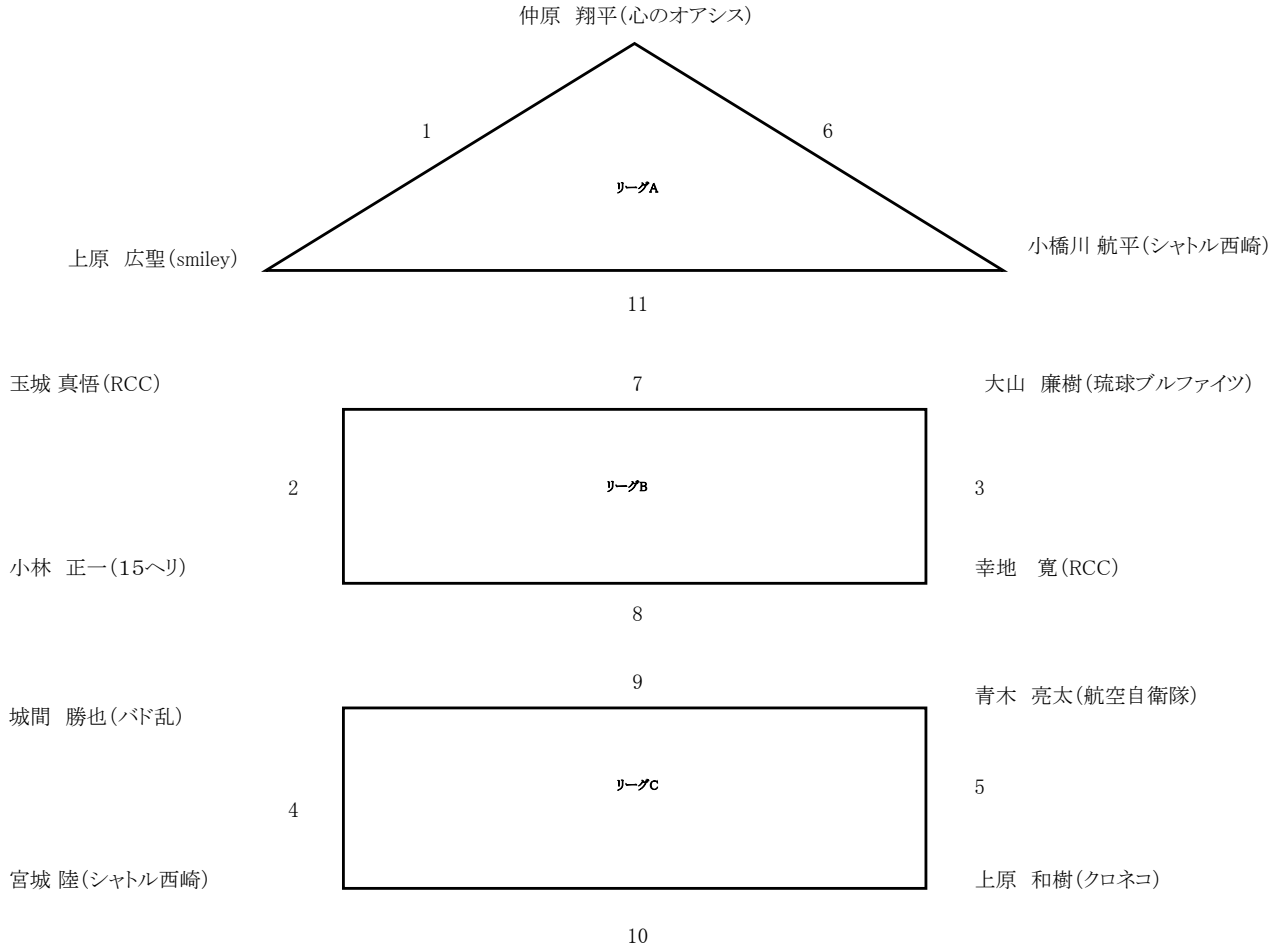 仲原　翔平(心のオアシス)
1
6
リーグA
上原　広聖(smiley)
小橋川 航平(シャトル西崎)
11
玉城 真悟(RCC)
7
大山　廉樹(琉球ブルファイツ)
2
リーグB
3
小林　正一(15ヘリ)
幸地　寛(RCC)
8
9
青木　亮太(航空自衛隊)
城間　勝也(バド乱)
リーグC
5
4
宮城 陸(シャトル西崎)
上原　和樹(クロネコ)
10